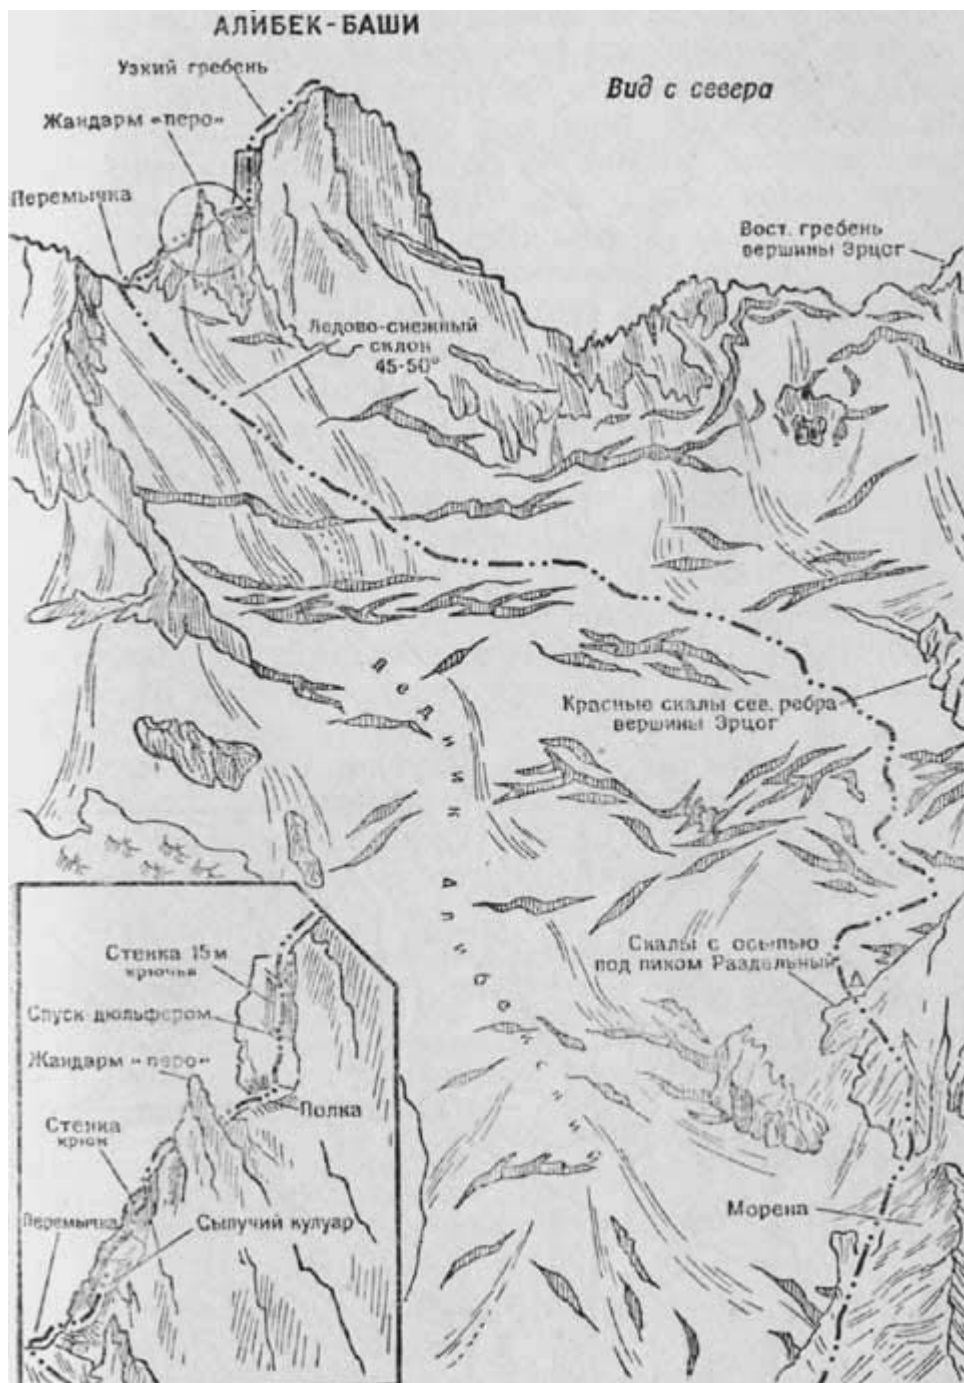 АЛИБЕК-БАШИ
Узкий гребень
Вид с севера
Жандарм «перо»
Перемычка
Вост. гребень
вершины Эрцог
Ледово-снежный
склон
45-50°
Красные скалы сев. ребра
вершины Эрцог
Ледник Алибекский
Скалы с осыпью
под пиком Раздельный
Морена
Стенка 15м
крючья
Спуск дюльфером
Жандарм «перо»
Полка
Стенка
крюк
Перемычка
Сыпучий кулуар